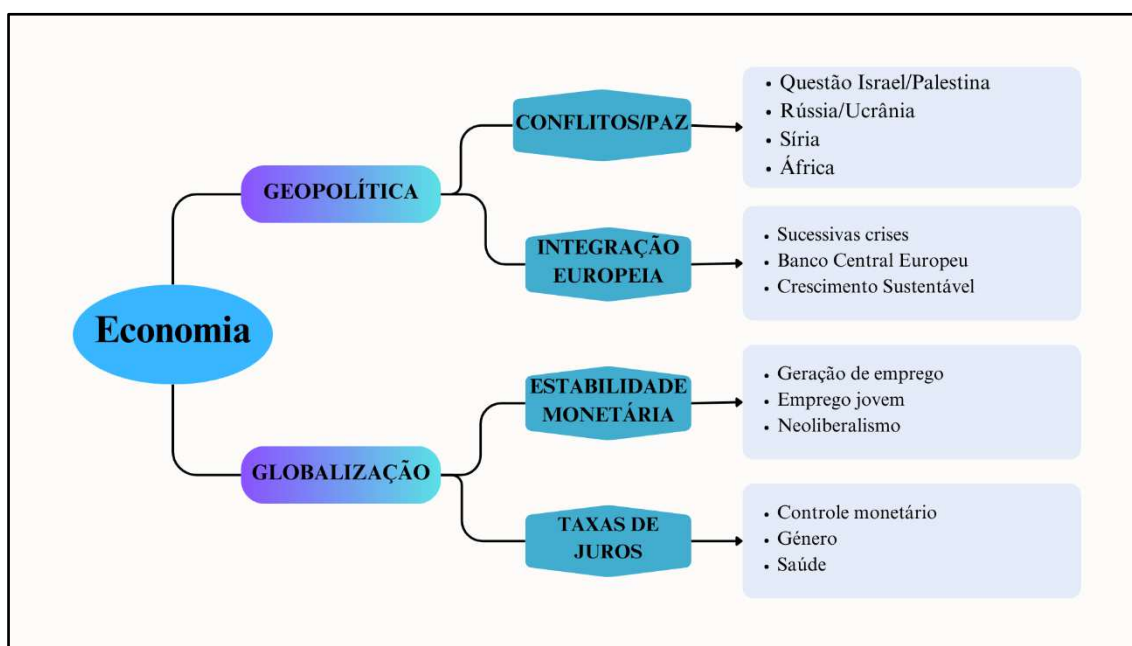 Economia
GEOPOLÍTICA
CONFLITOS/PAZ
• Questão Israel/Palestina
• Rússia/Ucrânia
• Síria
• África
INTEGRAÇÃO
EUROPEIA
• Sucessivas crises
• Banco Central Europeu
• Crescimento Sustentável
GLOBALIZAÇÃO
ESTABILIDADE
MONETÁRIA
• Geração de emprego
• Emprego jovem
• Neoliberalismo
TAXAS DE
JUROS
• Controle monetário
• Género
• Saúde